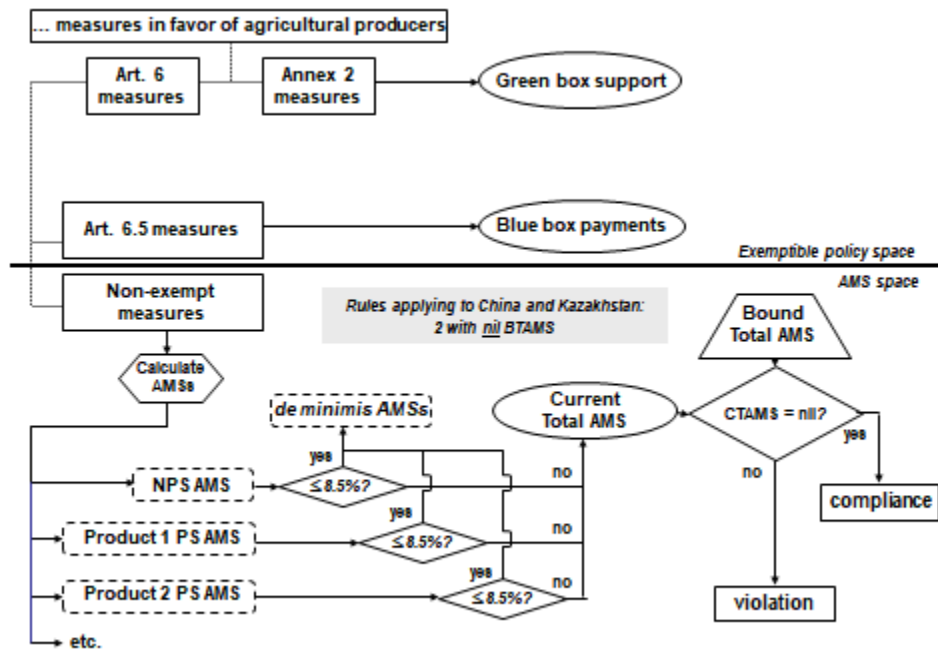 ... measures in favor of agricultural producers
Art. 6
measures
Annex 2
measures
Green box support
Art. 6.5 measures
Blue box payments
Exemptible policy space
AMS space
Non-exempt
measures
Rules applying to China and Kazakhstan:
2 with nil BTAMS
Bound
Total AMS
Calculate
AMSs
de minimis AMSs
Current
Total AMS
CTAMS = nil?
yes
no
yes
no
NPS AMS
≤8.5%?
compliance
yes
no
Product 1 PS AMS
≤8.5%?
yes
no
Product 2 PS AMS
≤8.5%?
violation
etc.